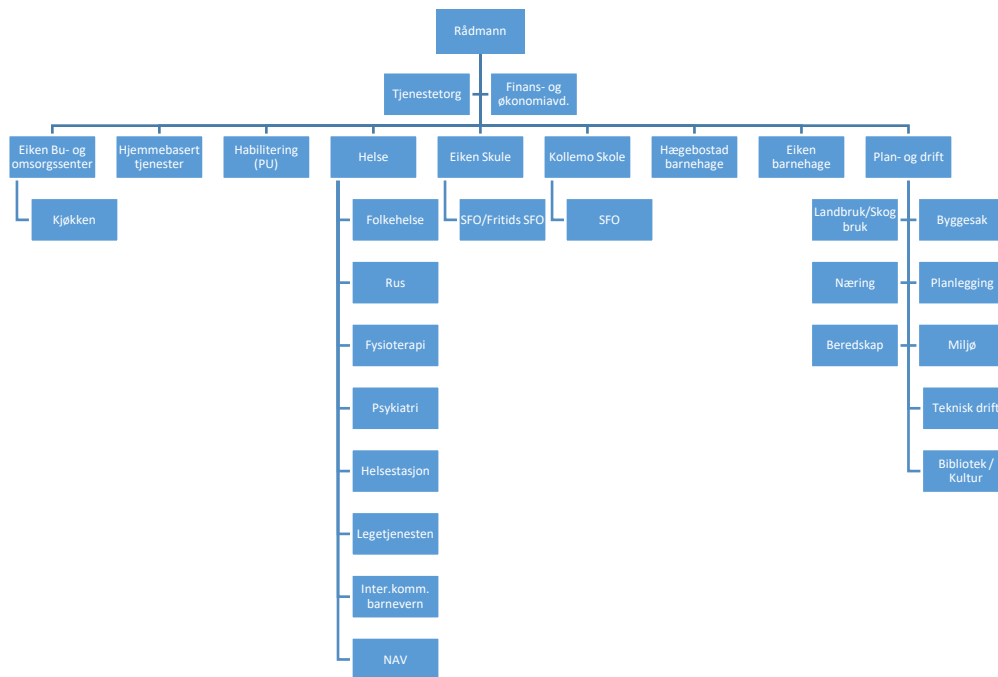 Rådmann
Tjenestetorg
Finans- og
økonomiavd.
Eiken Bu- og
omsorgssenter
Hjemmebasert
tjenester
Habilitering
(PU)
Helse
Eiken Skule
Kollemo Skole
Hægebostad
barnehage
Eiken
barnehage
Plan- og drift
Kjøkken
Folkehelse
SFO/Fritids SFO
SFO
Landbruk/Skog
bruk
Byggesak
Rus
Næring
Planlegging
Fysioterapi
Beredskap
Miljø
Psykiatri
Teknisk drift
Helsestasjon
Bibliotek /
Kultur
Legetjenesten
Inter.komm.
barnevern
NAV